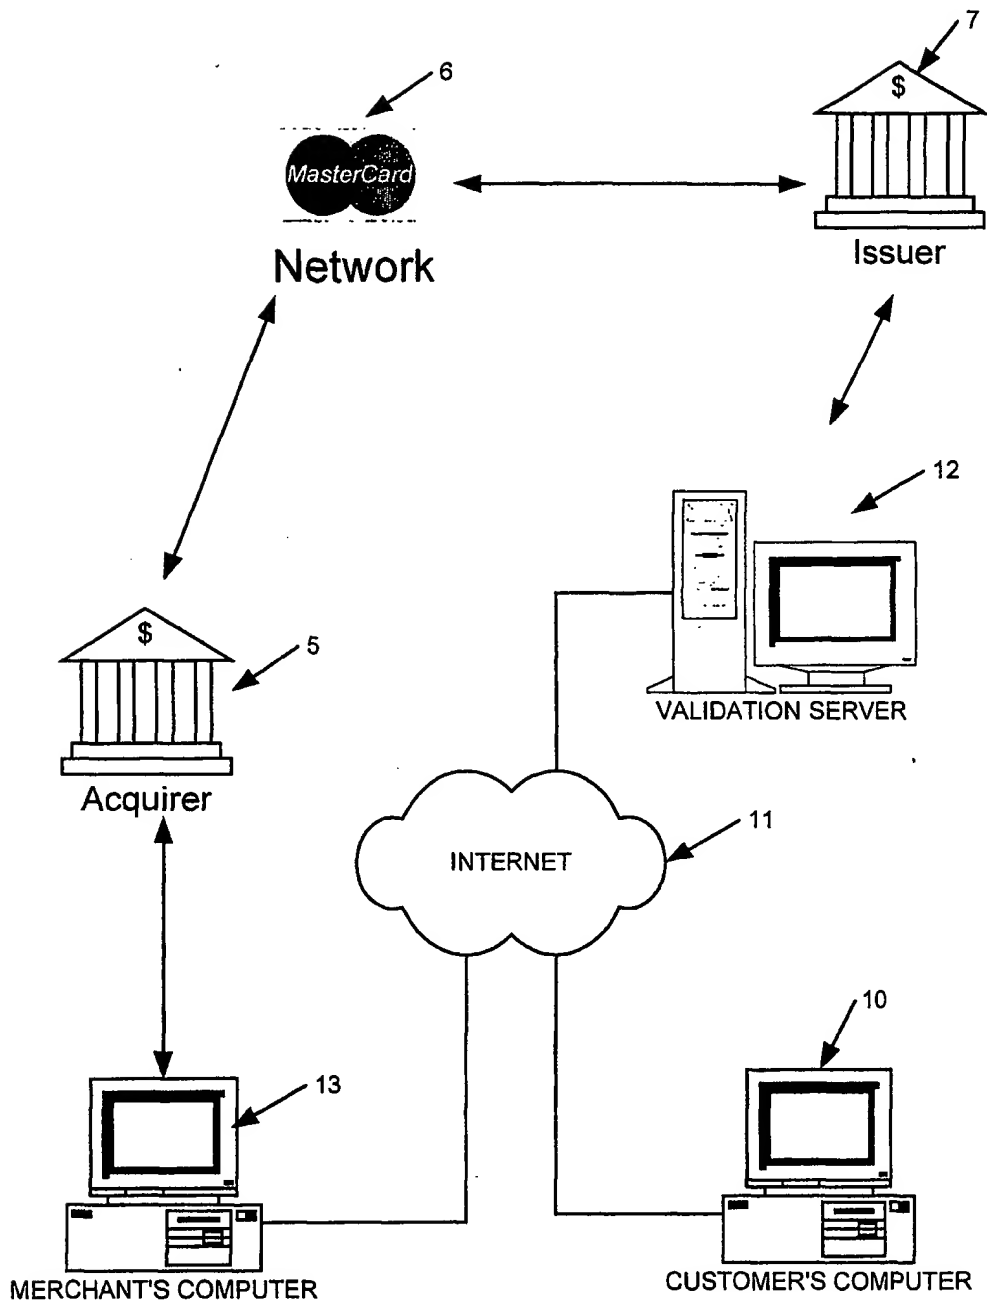 7
$
6
MasterCard
Network
Issuer
12
$
5
VALIDATION SERVER
Acquirer
11
INTERNET
10
13
MERCHANT'S COMPUTER
CUSTOMER'S COMPUTER